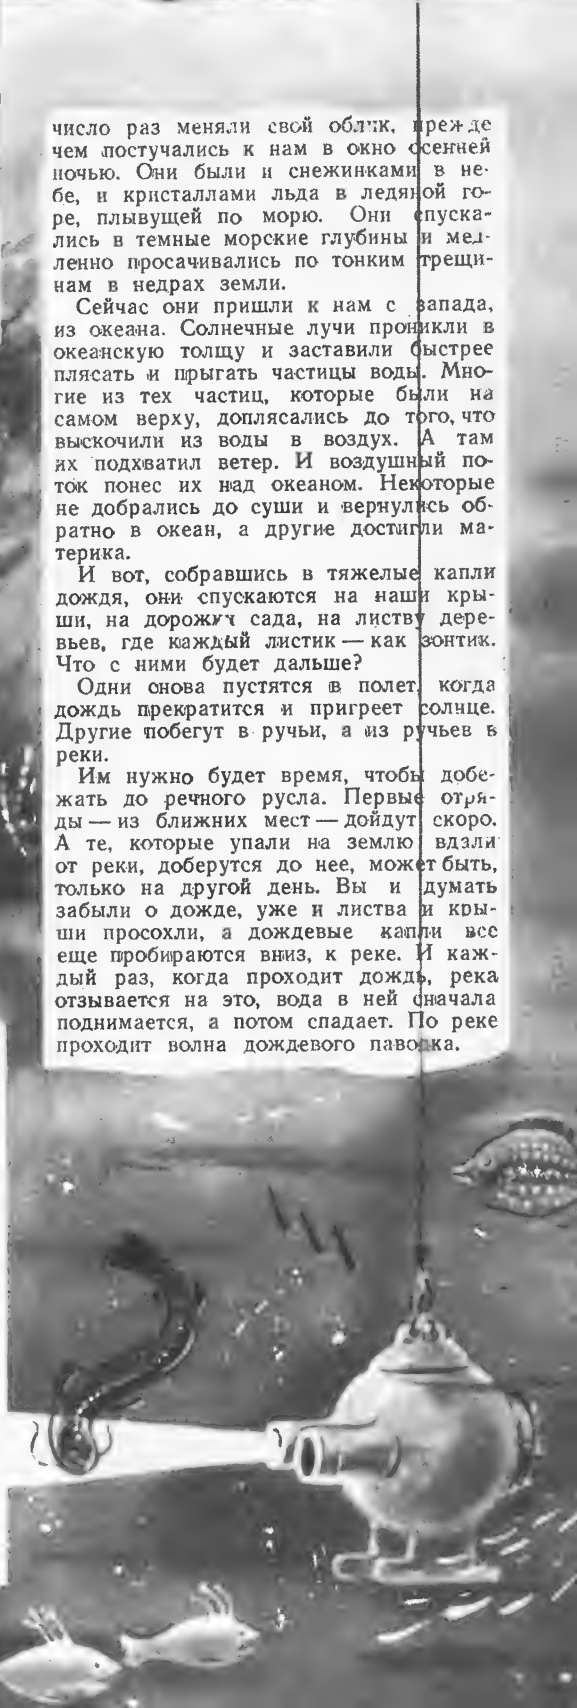 число раз меняли свой облик, прежде
чем постучались к нам в окно осенней
ночью. Они были и снежинками в не-
бе, и кристаллами льда в ледяной го-
ре, плывущей по морю. Они спуска-
лись в темные морские глубины и мед-
ленно просачивались по тонким трещи-
нам в недрах земли.
Сейчас они пришли к нам с запада,
из океана. Солнечные лучи проникли в
океанскую толщу и заставили быстрее
плясать и прыгать частицы воды. Мно-
гие из тех частиц, которые были на
самом верху, доплясались до того, что
выскочили из воды в воздух. А там
их подхватил ветер. И воздушный по-
ток понес их над океаном. Некоторые
не добрались до суши и вернулись об-
ратно в океан, а другие достигли ма-
терика.
И вот, собравшись в тяжелые капли
дождя, они спускаются на наши кры-
ши, на дорожки сада, на листву дере-
вьев, где каждый листик — как зонтик.
Что с ними будет дальше?
Одни снова пустятся в полет, когда
дождь прекратится и пригреет солнце.
Другие побегут в ручьи, а из ручьев в
реки.
Им нужно будет время, чтобы добе-
жать до речного русла. Первые отря-
ды — из ближних мест — дойдут скоро.
А те, которые упали на землю вдали
от реки, доберутся до нее, может быть,
только на другой день. Вы и думать
забыли о дожде, уже и листва и кры-
ши просохли, а дождевые капли все
еще пробираются вниз, к реке. И каж-
дый раз, когда проходит дождь, река
отзывается на это, вода в ней сначала
поднимается, а потом спадает. По реке
проходит волна дождевого паводка.